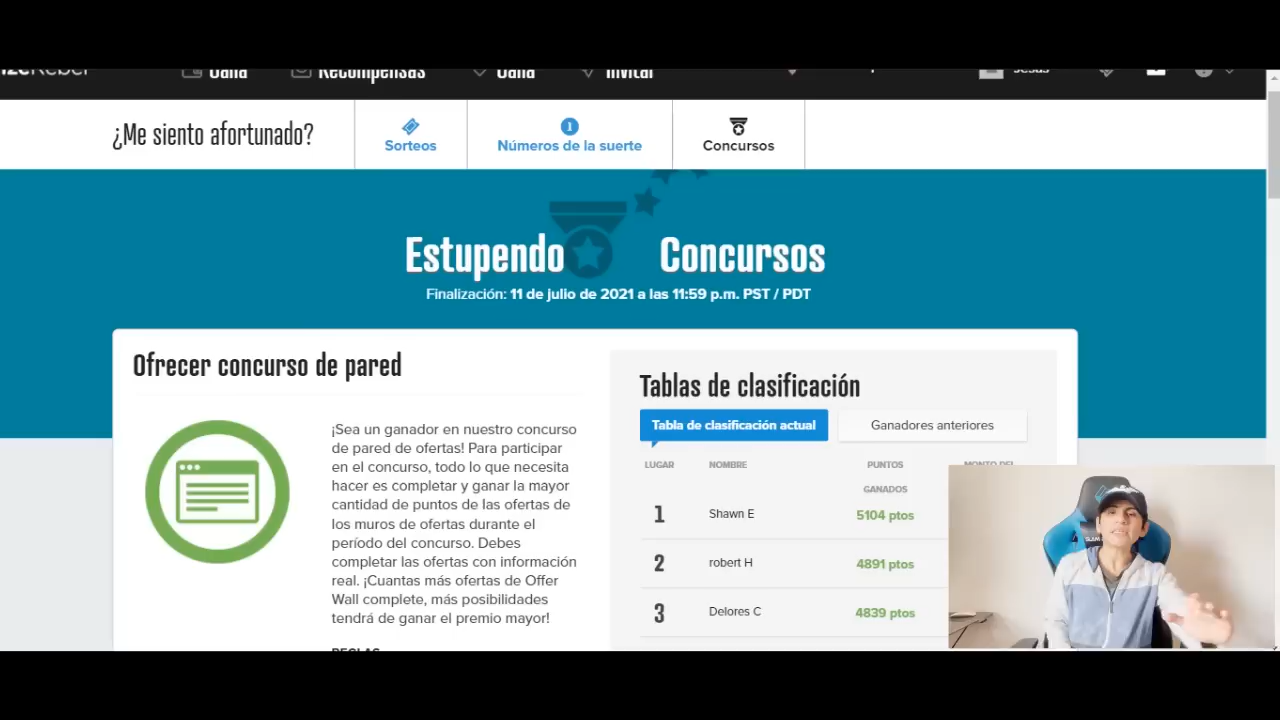 Gana
Recompensas
Gana
Invitar
¿Me siento afortunado?
Sorteos
1
Números de la suerte
Concursos
Estupendo Concursos
Finalización: 11 de julio de 2021 a las 11:59 p.m. PST / PDT
Ofrecer concurso de pared
¡Sea un ganador en nuestro concurso
de pared de ofertas! Para participar
en el concurso, todo lo que necesita
hacer es completar y ganar la mayor
cantidad de puntos de las ofertas de
los muros de ofertas durante el
período del concurso. Debes
completar las ofertas con información
real. ¡Cuantas más ofertas de Offer
Wall complete, más posibilidades
tendrá de ganar el premio mayor!
REGLAS
Tablas de clasificación
Tabla de clasificación actual
Ganadores anteriores
LUGAR NOMBRE PUNTOS MONTO DEL
GANADOS
1 Shawn E 5104 ptos
2 robert H 4891 ptos
3 Delores C 4839 ptos